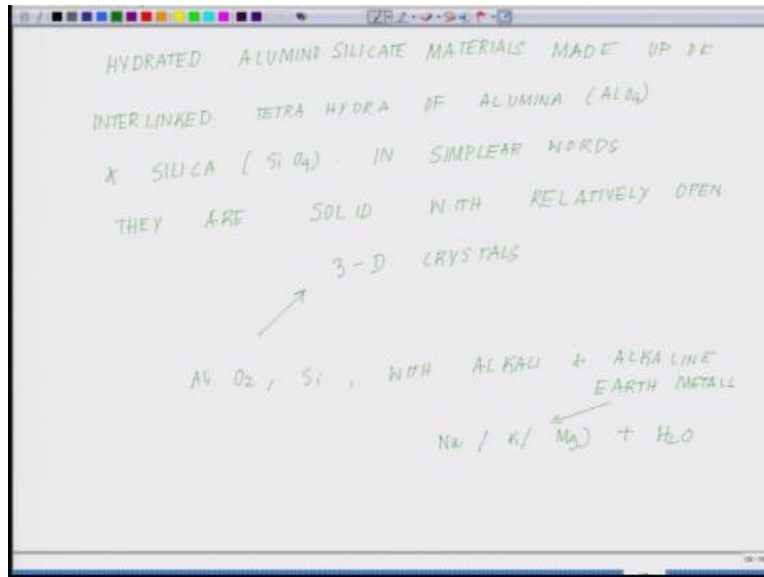 HYDRATED ALUMINO SILICATE MATERIALS MADE UP OF
INTERLINKED TETRA HYDRA OF ALUMINA (ALO4)
& SILICA (SiO4). IN SIMPLEAR WORDS
THEY ARE SOLID WITH RELATIVELY OPEN
3-D CRYSTALS
Al, O2, Si, WITH ALKALI + ALKALINE
EARTH METALS
Na / K / Mg) + H2O